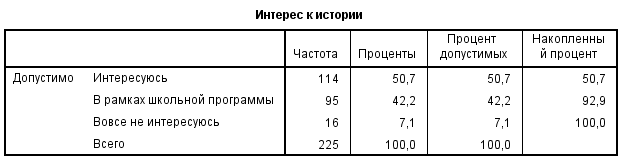 Интерес к истории
Частота Проценты Процент допустимых Накопленны й процент
Допустимо Интересуюсь 114 50,7 50,7 50,7
В рамках школьной программы 95 42,2 42,2 92,9
Вовсе не интересуюсь 16 7,1 7,1 100,0
Всего 225 100,0 100,0